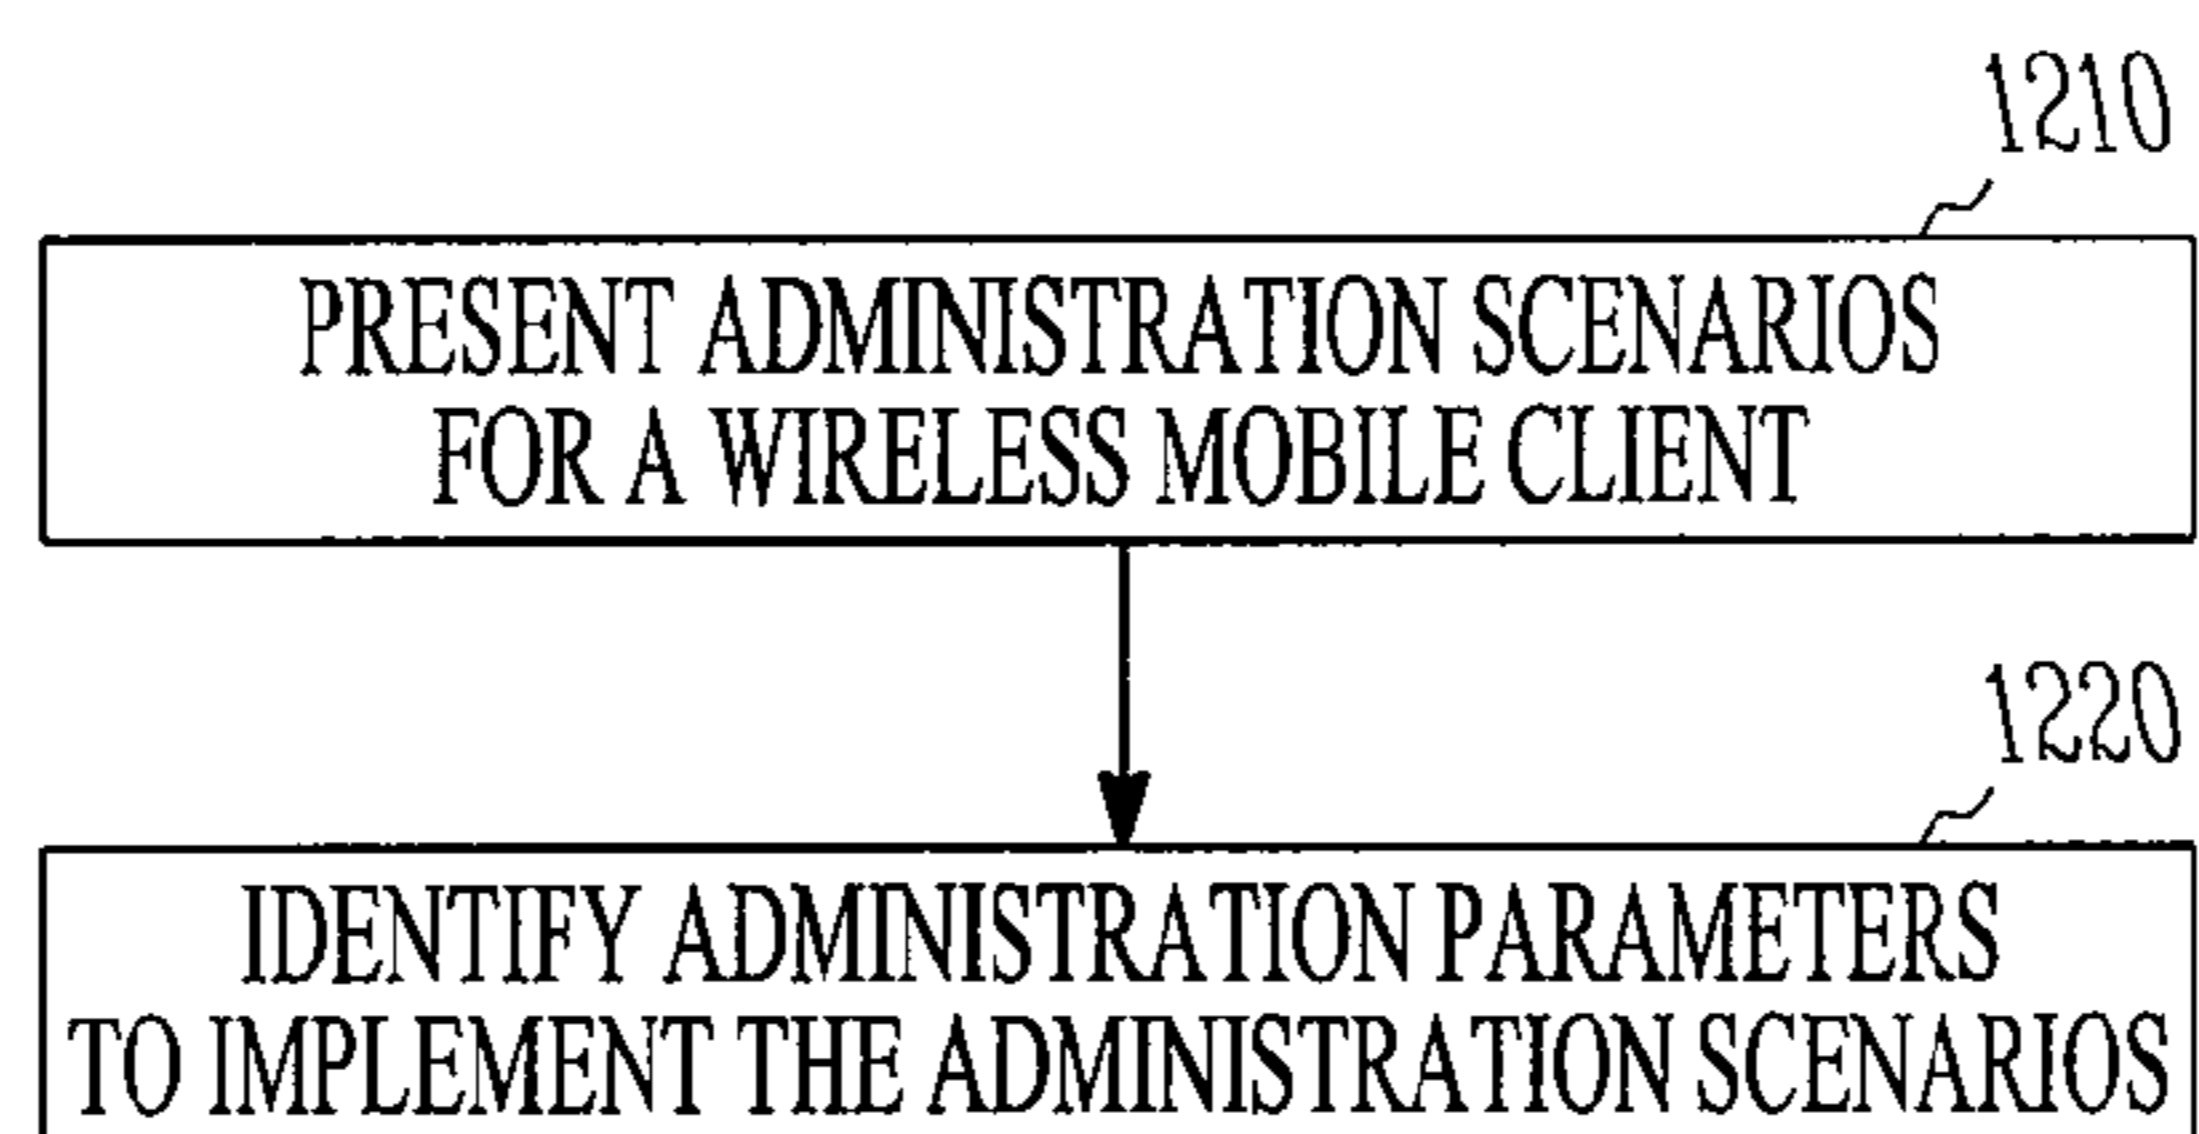 1210
PRESENT ADMINISTRATION SCENARIOS
FOR A WIRELESS MOBILE CLIENT
1220
IDENTIFY ADMINISTRATION PARAMETERS
TO IMPLEMENT THE ADMINISTRATION SCENARIOS